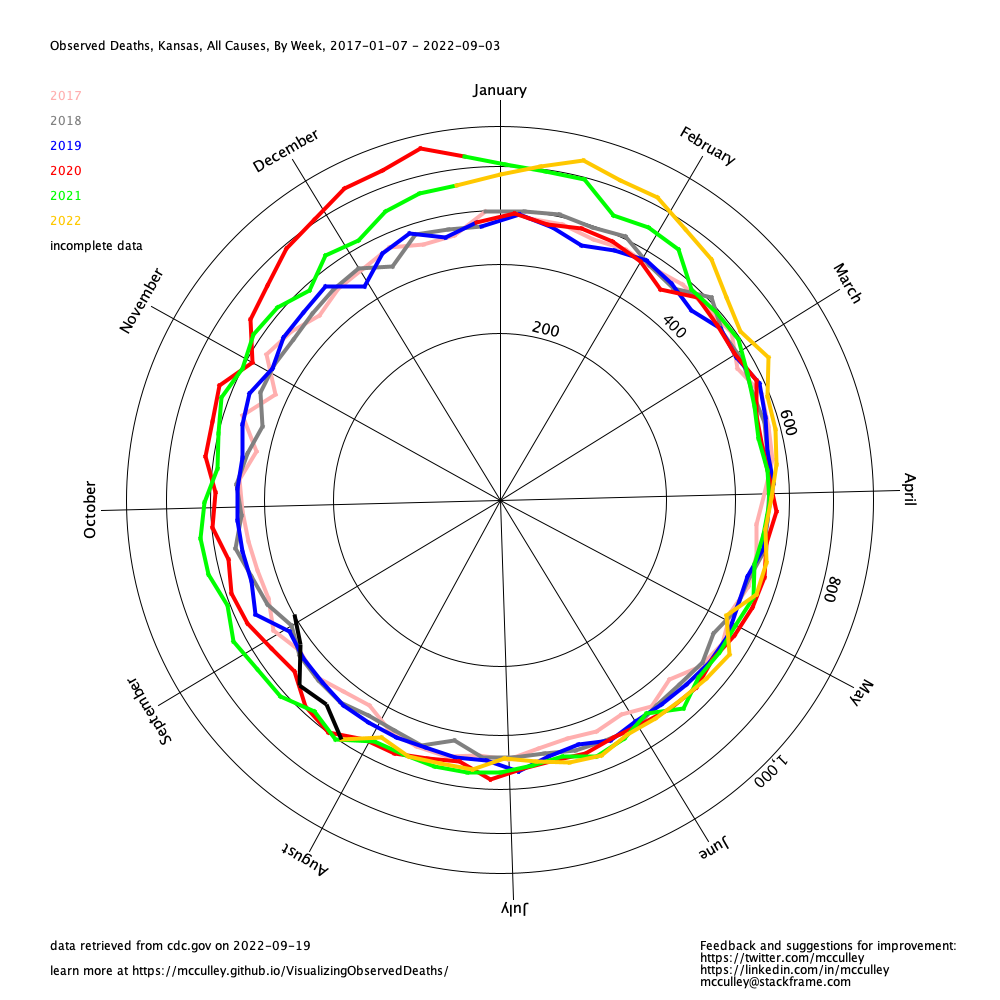 Observed Deaths, Kansas, All Causes, By Week, 2017-01-07 - 2022-09-03
2017
2018
2019
2020
2021
2022
incomplete data
January
February
March
April
May
June
July
August
September
October
November
December
200
400
600
800
1,000
data retrieved from cdc.gov on 2022-09-19
learn more at https://mcculley.github.io/VisualizingObservedDeaths/
Feedback and suggestions for improvement:
https://twitter.com/mcculley
https://linkedin.com/in/mcculley
mcculley@stackframe.com